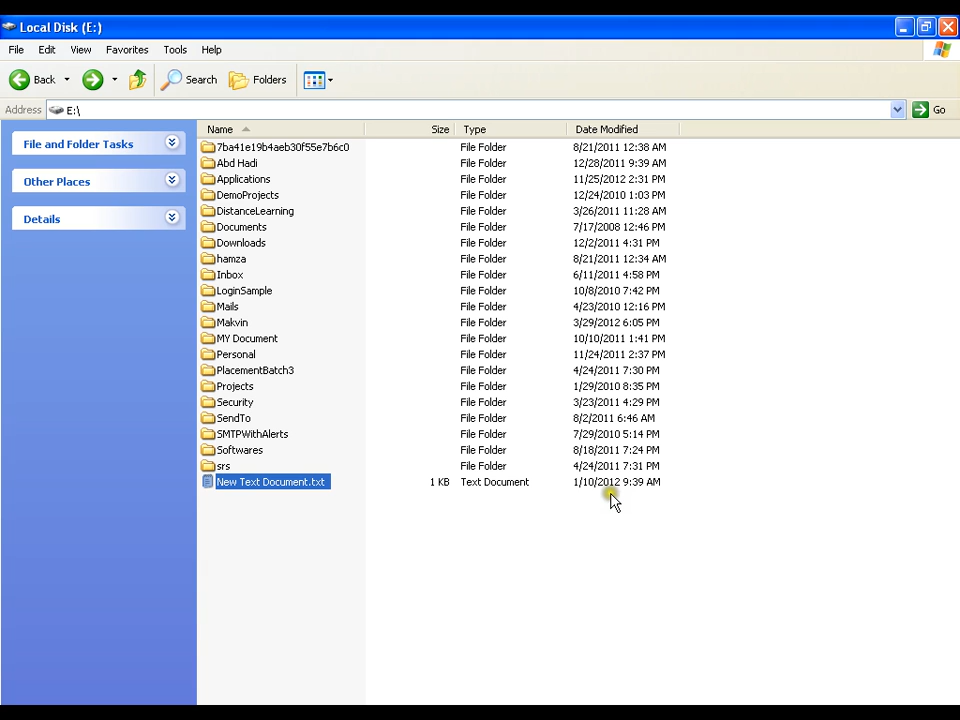 Local Disk (E:)
File Edit View Favorites Tools Help
Back Search Folders
Address E:\ Go
Name Size Type Date Modified
File and Folder Tasks
Other Places
Details
7ba41e19b4aeb30f55e7b6c0 File Folder 8/21/2011 12:38 AM
Abd Hadi File Folder 12/28/2011 9:39 AM
Applications File Folder 11/25/2012 2:31 PM
DemoProjects File Folder 12/24/2010 1:03 PM
DistanceLearning File Folder 3/26/2011 11:28 AM
Documents File Folder 7/17/2008 12:46 PM
Downloads File Folder 12/2/2011 4:31 PM
hamza File Folder 8/21/2011 12:34 AM
Inbox File Folder 6/11/2011 4:58 PM
LoginSample File Folder 10/8/2010 7:42 PM
Mails File Folder 4/23/2010 12:16 PM
Makvin File Folder 3/29/2012 6:05 PM
MY Document File Folder 10/10/2011 1:41 PM
Personal File Folder 11/24/2011 2:37 PM
PlacementBatch3 File Folder 4/24/2011 7:30 PM
Projects File Folder 1/29/2010 8:35 PM
Security File Folder 3/23/2011 4:29 PM
SendTo File Folder 8/2/2011 6:46 AM
SMTPWithAlerts File Folder 7/29/2010 5:14 PM
Softwares File Folder 8/18/2011 7:24 PM
srs File Folder 4/24/2011 7:31 PM
New Text Document.txt 1 KB Text Document 1/10/2012 9:39 AM